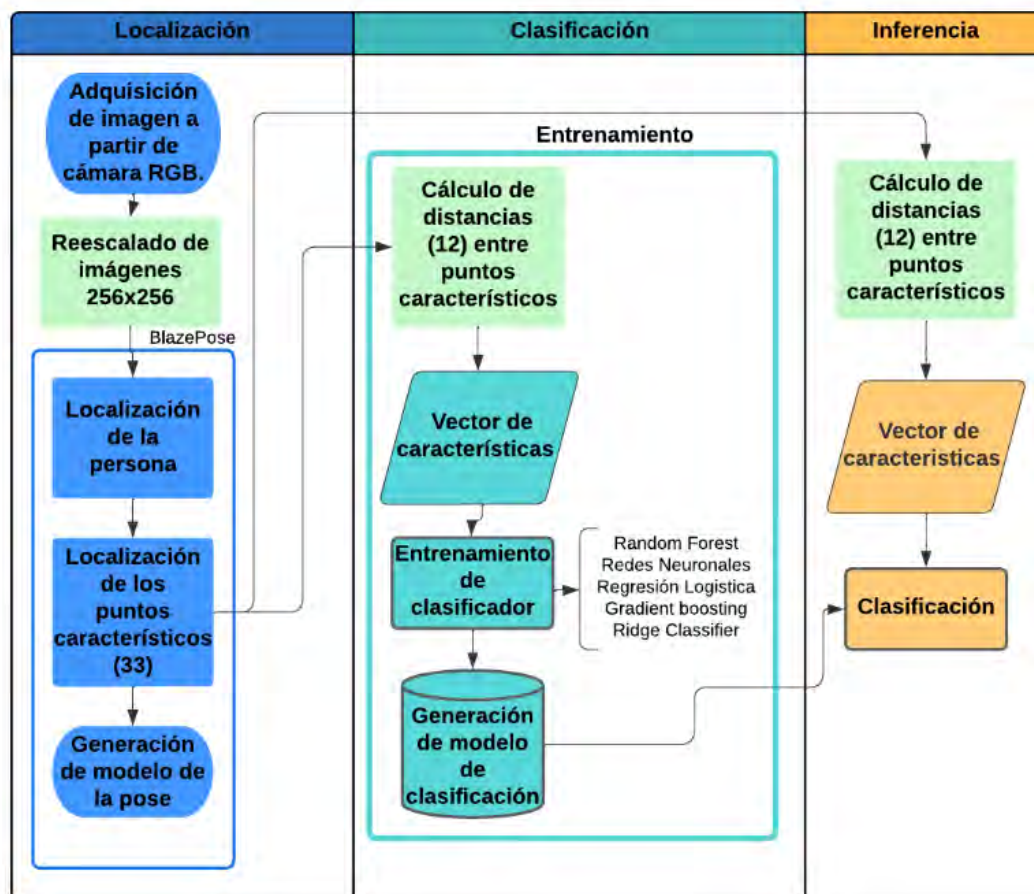 Localización
Clasificación
Inferencia
Adquisición
de imagen a
partir de
cámara RGB.
Reescalado de
imágenes
256x256
BlazePose
Localización
de la
persona
Localización
de los
puntos
característicos
(33)
Generación
de modelo de
la pose
Entrenamiento
Cálculo de
distancias
(12) entre
puntos
característicos
Vector de
características
Entrenamiento
de
clasificador
Random Forest
Redes Neuronales
Regresión Logistica
Gradient boosting
Ridge Classifier
Generación
de modelo
de
clasificación
Cálculo de
distancias
(12) entre
puntos
característicos
Vector de
características
Clasificación